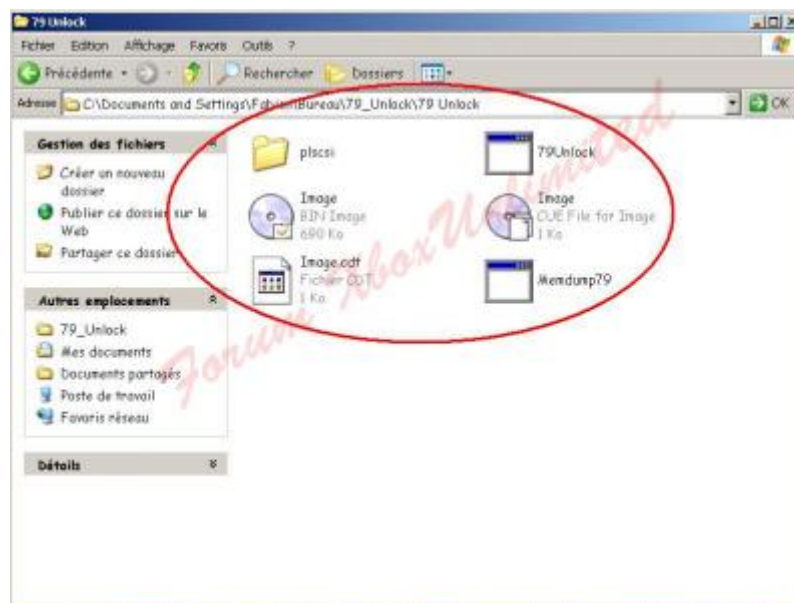 79 Unlock
Fichier Edition Affichage Favoris Outils ?
Précédente Rechercher Dossiers
Adresse C:\Documents and Settings\Fabien\Bureau\79_Unlock\79 Unlock OK
Gestion des fichiers
Créer un nouveau
dossier
Publier ce dossier sur le
Web
Partager ce dossier
Autres emplacements
79_Unlock
Mes documents
Documents partagés
Poste de travail
Favoris réseau
Détails
plscsi
79Unlock
Image
BIN Image
690 Ko
Image
CUE File for Image
1 Ko
Image.cdt
Fichier CDT
1 Ko
Memdump79
Forum XboxUnlimited